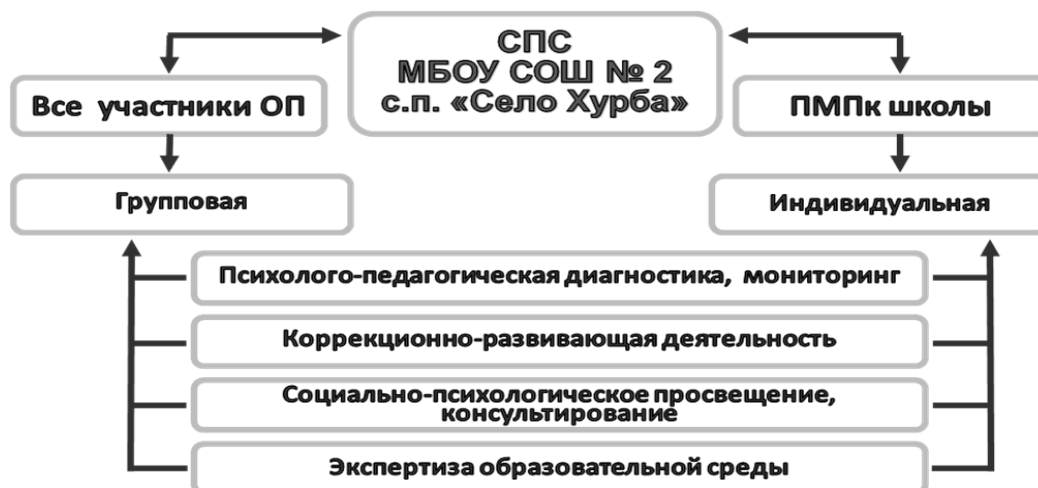 СПС
МБОУ СОШ № 2
с.п. «Село Хурба»
Все участники ОП
ПМПк школы
Групповая
Индивидуальная
Психолого-педагогическая диагностика, мониторинг
Коррекционно-развивающая деятельность
Социально-психологическое просвещение,
консультирование
Экспертиза образовательной среды